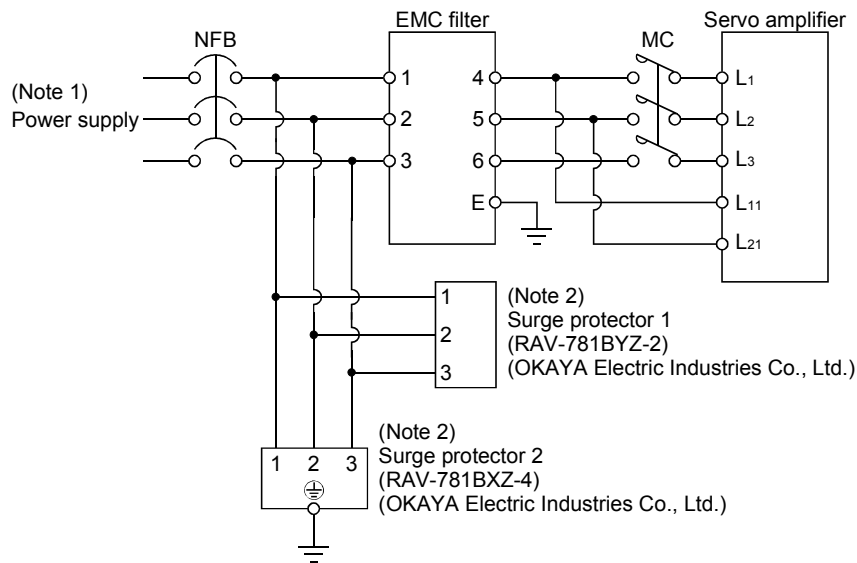 EMC filter
Servo amplifier
NFB
MC
(Note 1)
Power supply
1
2
3
4
5
6
E
L1
L2
L3
L11
L21
1
2
3
(Note 2)
Surge protector 1
(RAV-781BYZ-2)
(OKAYA Electric Industries Co., Ltd.)
1 2 3
(Note 2)
Surge protector 2
(RAV-781BXZ-4)
(OKAYA Electric Industries Co., Ltd.)